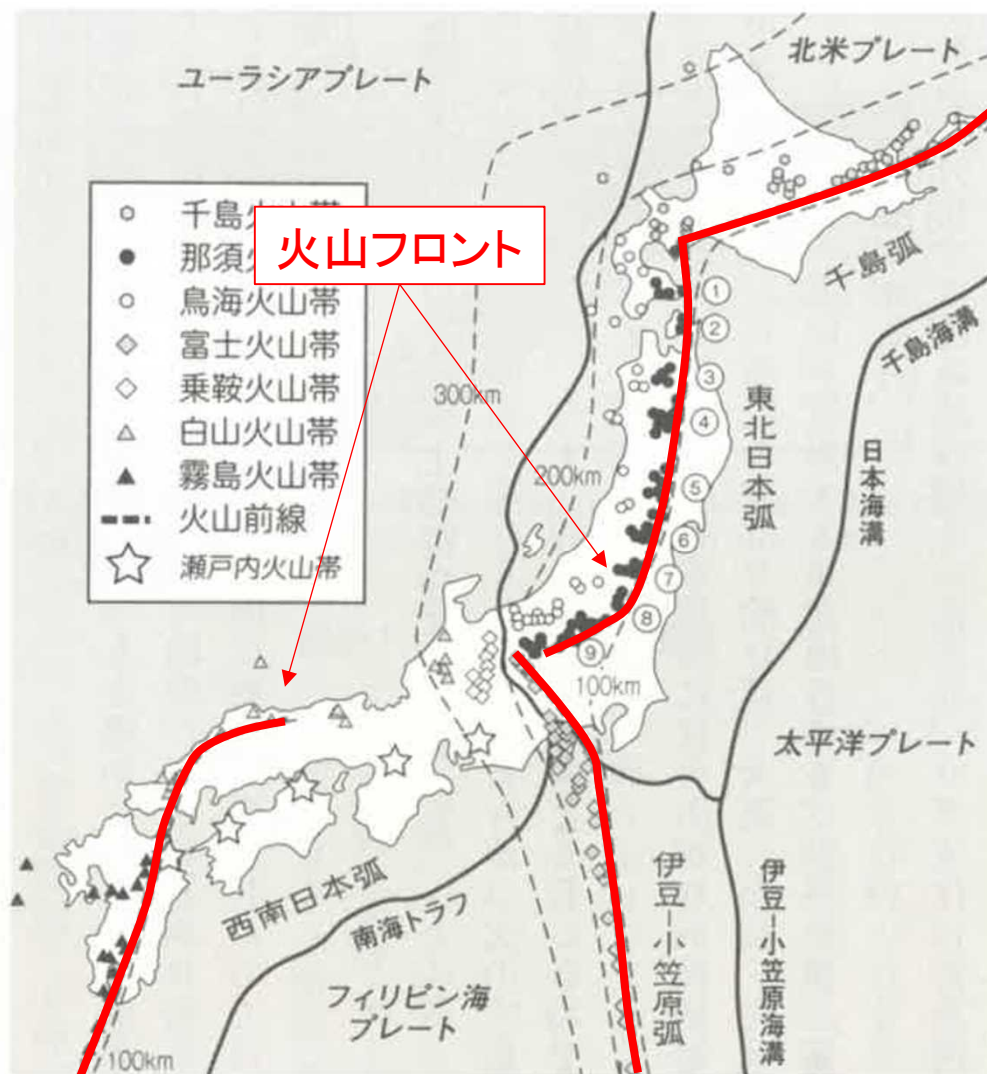 ユーラシアプレート
北米プレート
千島火山帯
那須火
鳥海火山帯
富士火山帯
乗鞍火山帯
白山火山帯
霧島火山帯
火山前線
瀬戸内火山帯
火山フロント
千島弧
千島海溝
①
②
③
④
⑤
⑥
⑦
⑧
⑨
300km
200km
100km
東北日本弧
日本海溝
太平洋プレート
西南日本弧
南海トラフ
伊豆-小笠原弧
伊豆-小笠原海溝
フィリピン海
プレート
100km